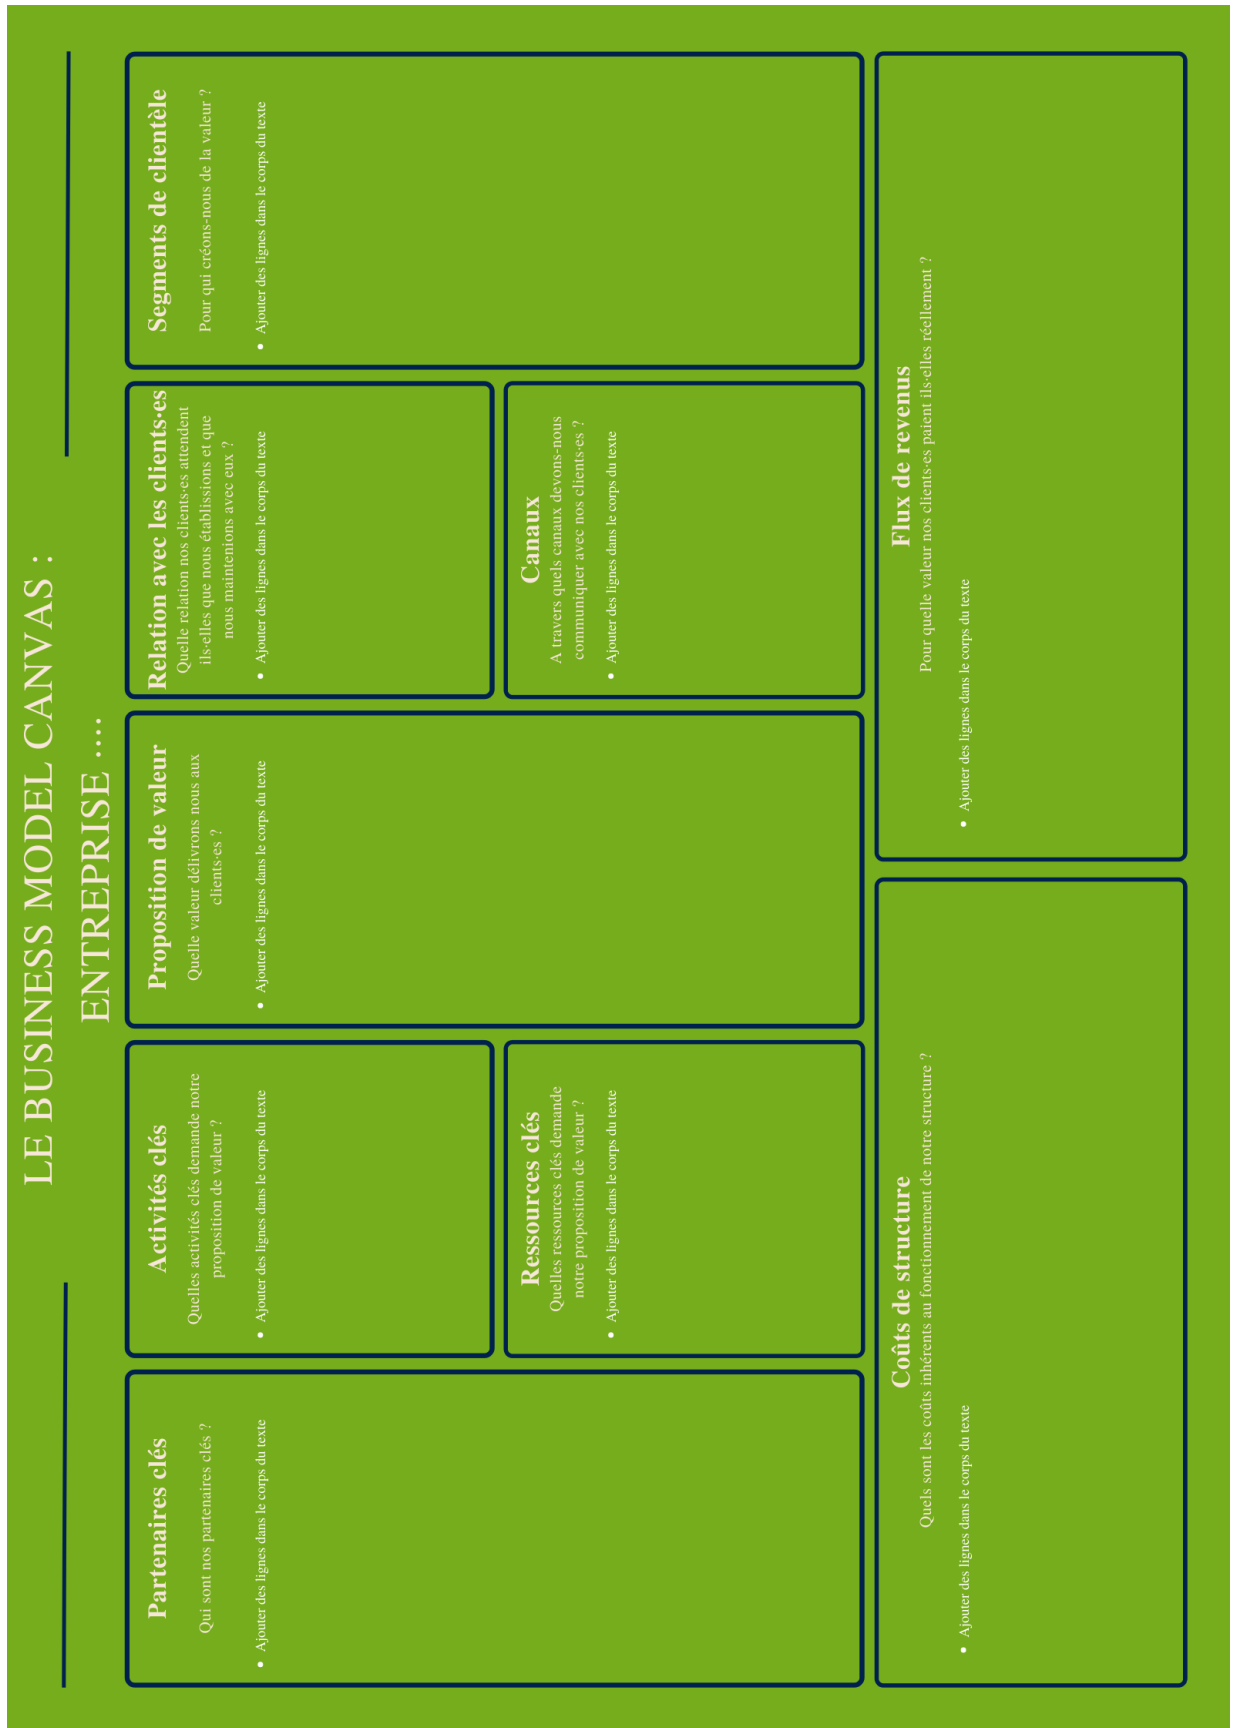 LE BUSINESS MODEL CANVAS :
ENTREPRISE ....
Partenaires clés
Qui sont nos partenaires clés ?
• Ajouter des lignes dans le corps du texte
Activités clés
Quelles activités clés demande notre
proposition de valeur ?
• Ajouter des lignes dans le corps du texte
Ressources clés
Quelles ressources clés demande
notre proposition de valeur ?
• Ajouter des lignes dans le corps du texte
Proposition de valeur
Quelle valeur délivrons nous aux
clients·es ?
• Ajouter des lignes dans le corps du texte
Relation avec les clients·es
Quelle relation nos clients·es attendent
ils·elles que nous établissions et que
nous maintenions avec eux ?
• Ajouter des lignes dans le corps du texte
Canaux
A travers quels canaux devons-nous
communiquer avec nos clients·es ?
• Ajouter des lignes dans le corps du texte
Segments de clientèle
Pour qui créons-nous de la valeur ?
• Ajouter des lignes dans le corps du texte
Coûts de structure
Quels sont les coûts inhérents au fonctionnement de notre structure ?
• Ajouter des lignes dans le corps du texte
Flux de revenus
Pour quelle valeur nos clients·es paient ils·elles réellement ?
• Ajouter des lignes dans le corps du texte